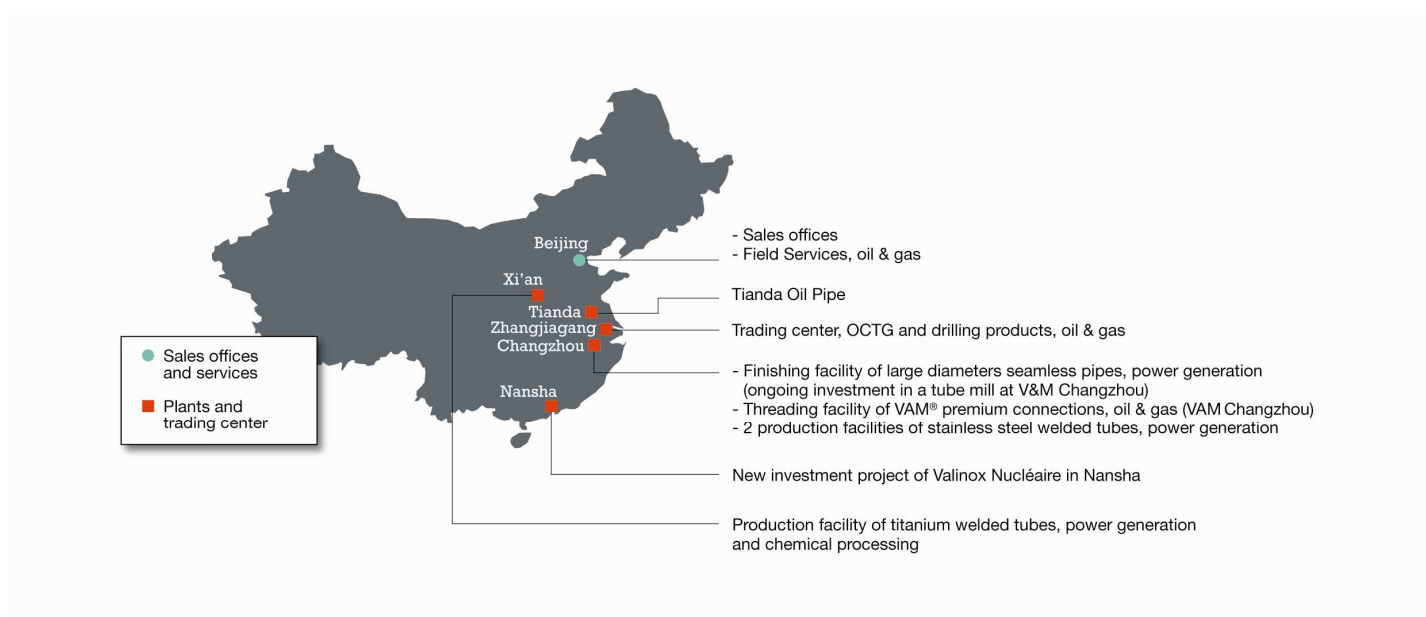 Beijing
Xi'an
Tianda
Zhangjiagang
Changzhou
Nansha
Sales offices
and services
Plants and
trading center
- Sales offices
- Field Services, oil & gas
Tianda Oil Pipe
Trading center, OCTG and drilling products, oil & gas
- Finishing facility of large diameters seamless pipes, power generation
(ongoing investment in a tube mill at V&M Changzhou)
- Threading facility of VAM® premium connections, oil & gas (VAM Changzhou)
- 2 production facilities of stainless steel welded tubes, power generation
New investment project of Valinox Nucléaire in Nansha
Production facility of titanium welded tubes, power generation
and chemical processing